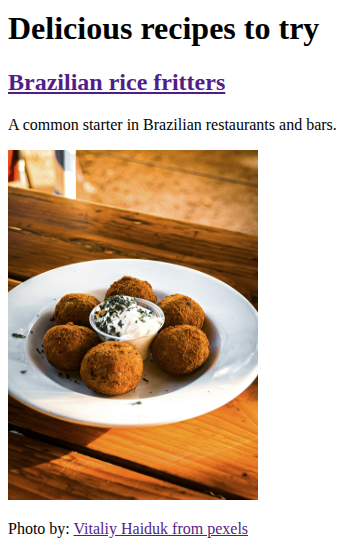 Delicious recipes to try
Brazilian rice fritters
A common starter in Brazilian restaurants and bars.
Photo by: Vitaliy Haiduk from pexels